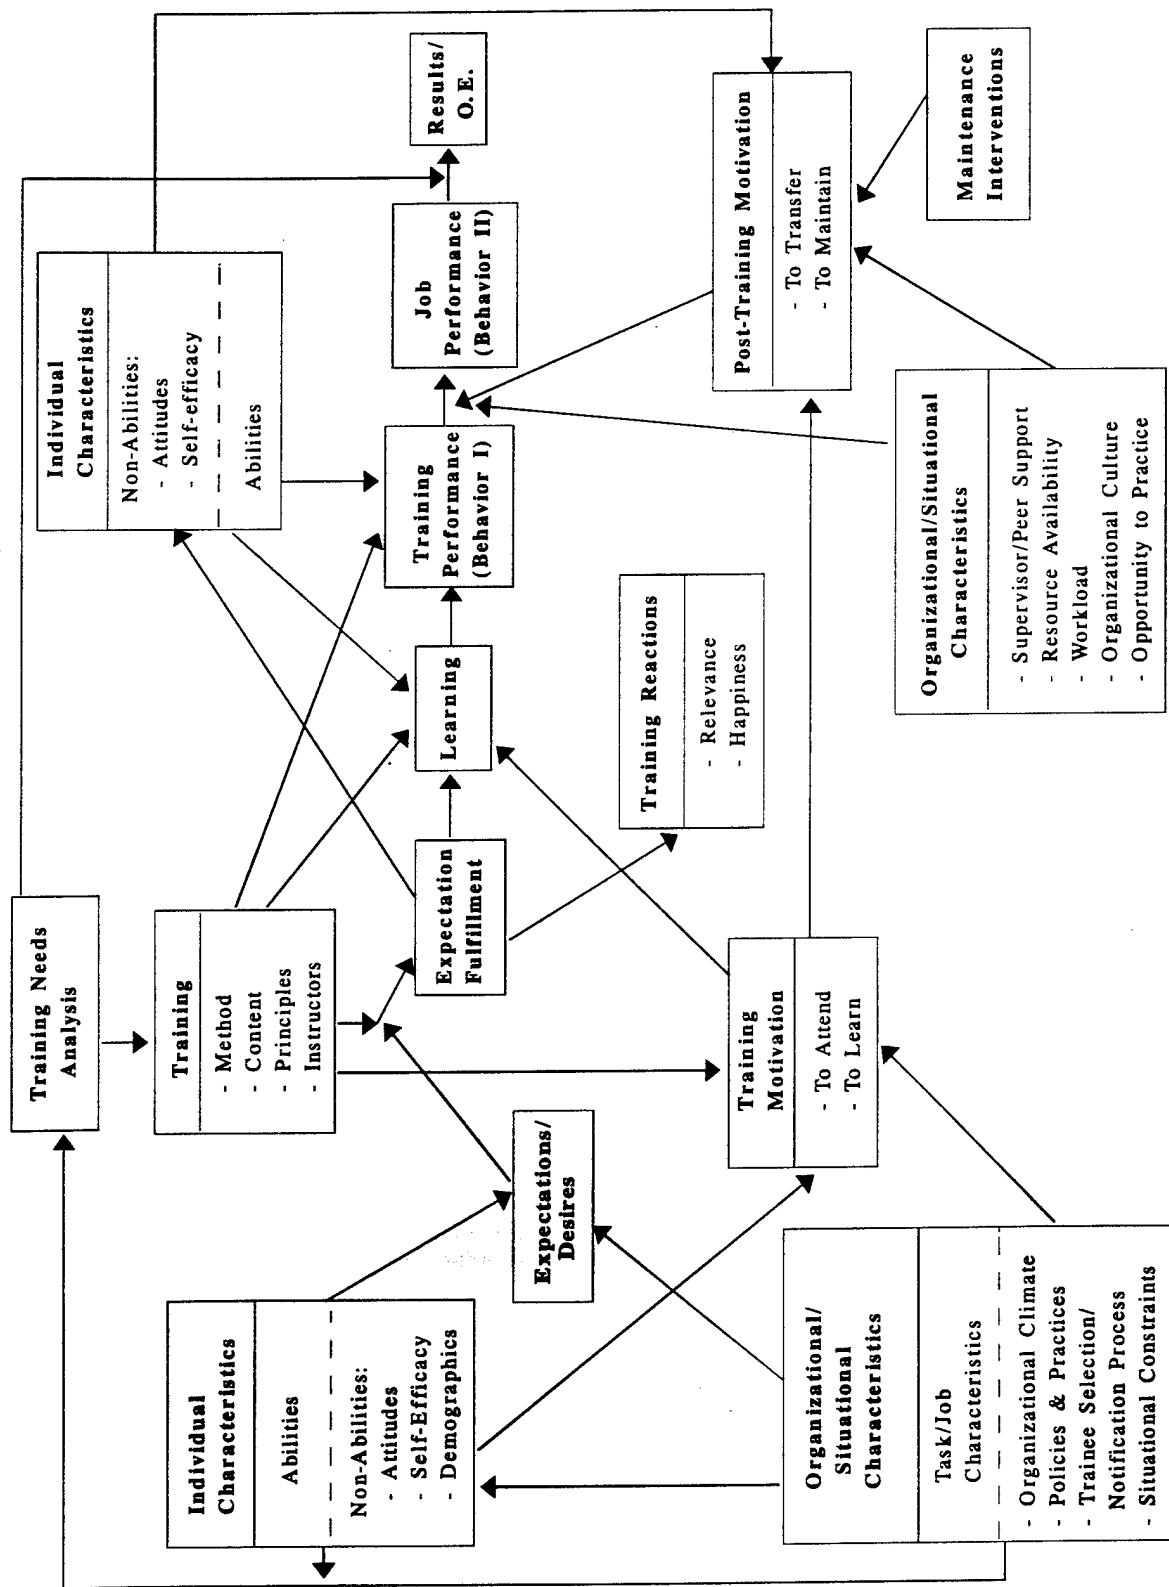 Training Needs
Analysis
Training
- Method
- Content
- Principles
- Instructors
Individual
Characteristics
Abilities
Non-Abilities:
- Attitudes
- Self-Efficacy
- Demographics
Expectations/
Desires
Organizational/
Situational
Characteristics
Task/Job
Characteristics
- Organizational Climate
- Policies & Practices
- Trainee Selection/
Notification Process
- Situational Constraints
Training
Motivation
- To Attend
- To Learn
Expectation
Fulfillment
Learning
Training Reactions
- Relevance
- Happiness
Individual
Characteristics
Non-Abilities:
- Attitudes
- Self-efficacy
Abilities
Training
Performance
(Behavior I)
Job
Performance
(Behavior II)
Results/
O.E.
Post-Training Motivation
- To Transfer
- To Maintain
Organizational/Situational
Characteristics
- Supervisor/Peer Support
- Resource Availability
- Workload
- Organizational Culture
- Opportunity to Practice
Maintenance
Interventions